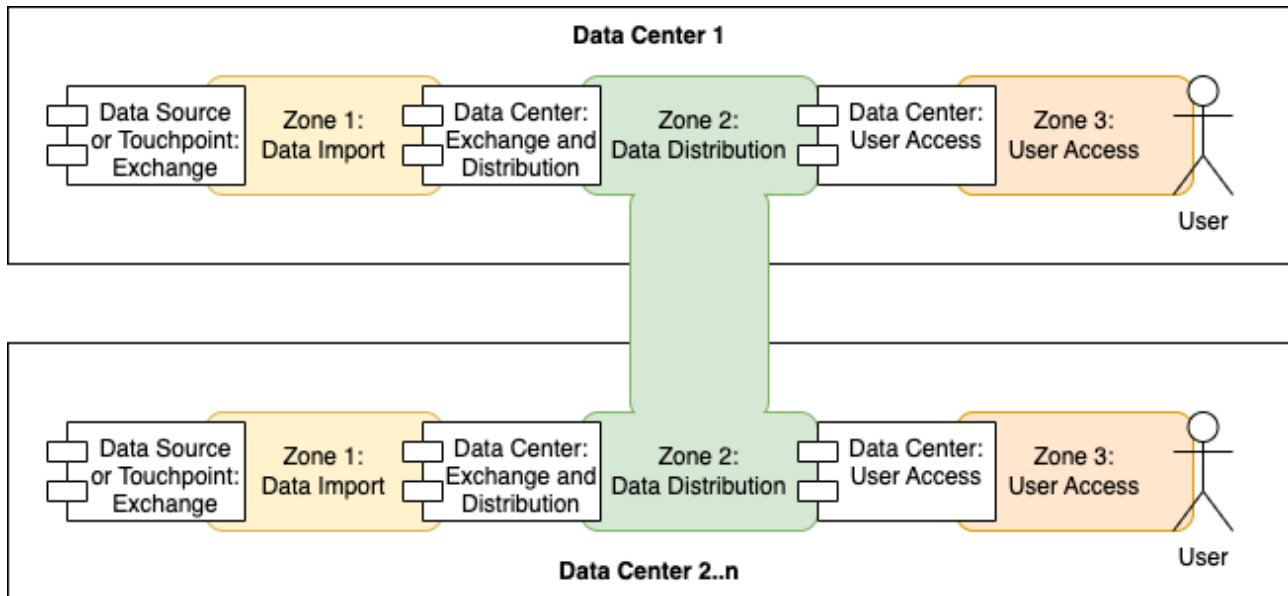 Data Center 1
Data Source
or Touchpoint:
Exchange
Zone 1:
Data Import
Data Center:
Exchange and
Distribution
Zone 2:
Data Distribution
Data Center:
User Access
Zone 3:
User Access
User
Data Source
or Touchpoint:
Exchange
Zone 1:
Data Import
Data Center:
Exchange and
Distribution
Zone 2:
Data Distribution
Data Center:
User Access
Zone 3:
User Access
User
Data Center 2..n